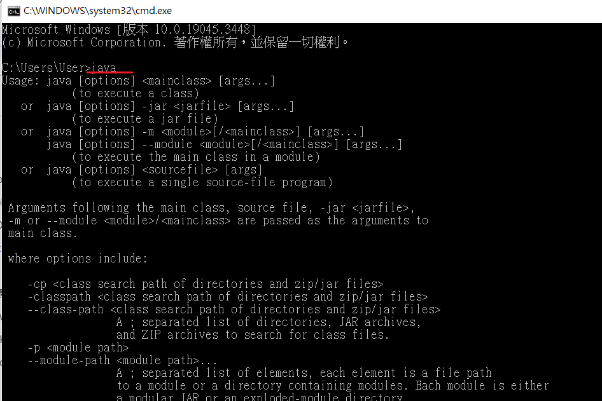 C:\WINDOWS\system32\cmd.exe
Microsoft Windows [版本 10.0.19045.3448]
(c) Microsoft Corporation. 著作權所有，並保留一切權利。
C:\Users\User>java
Usage: java [options] <mainclass> [args...]
(to execute a class)
or java [options] -jar <jarfile> [args...]
(to execute a jar file)
or java [options] -m <module>[/<mainclass>] [args...]
java [options] --module <module>[/<mainclass>] [args...]
(to execute the main class in a module)
or java [options] <sourcefile> [args]
(to execute a single source-file program)
Arguments following the main class, source file, -jar <jarfile>,
-m or --module <module>/<mainclass> are passed as the arguments to
main class.
where options include:
-cp <class search path of directories and zip/jar files>
-classpath <class search path of directories and zip/jar files>
--class-path <class search path of directories and zip/jar files>
A ; separated list of directories, JAR archives,
and ZIP archives to search for class files.
-p <module path>
--module-path <module path>...
A ; separated list of elements, each element is a file path
to a module or a directory containing modules. Each module is either
a modular JAR or an exploded-module directory